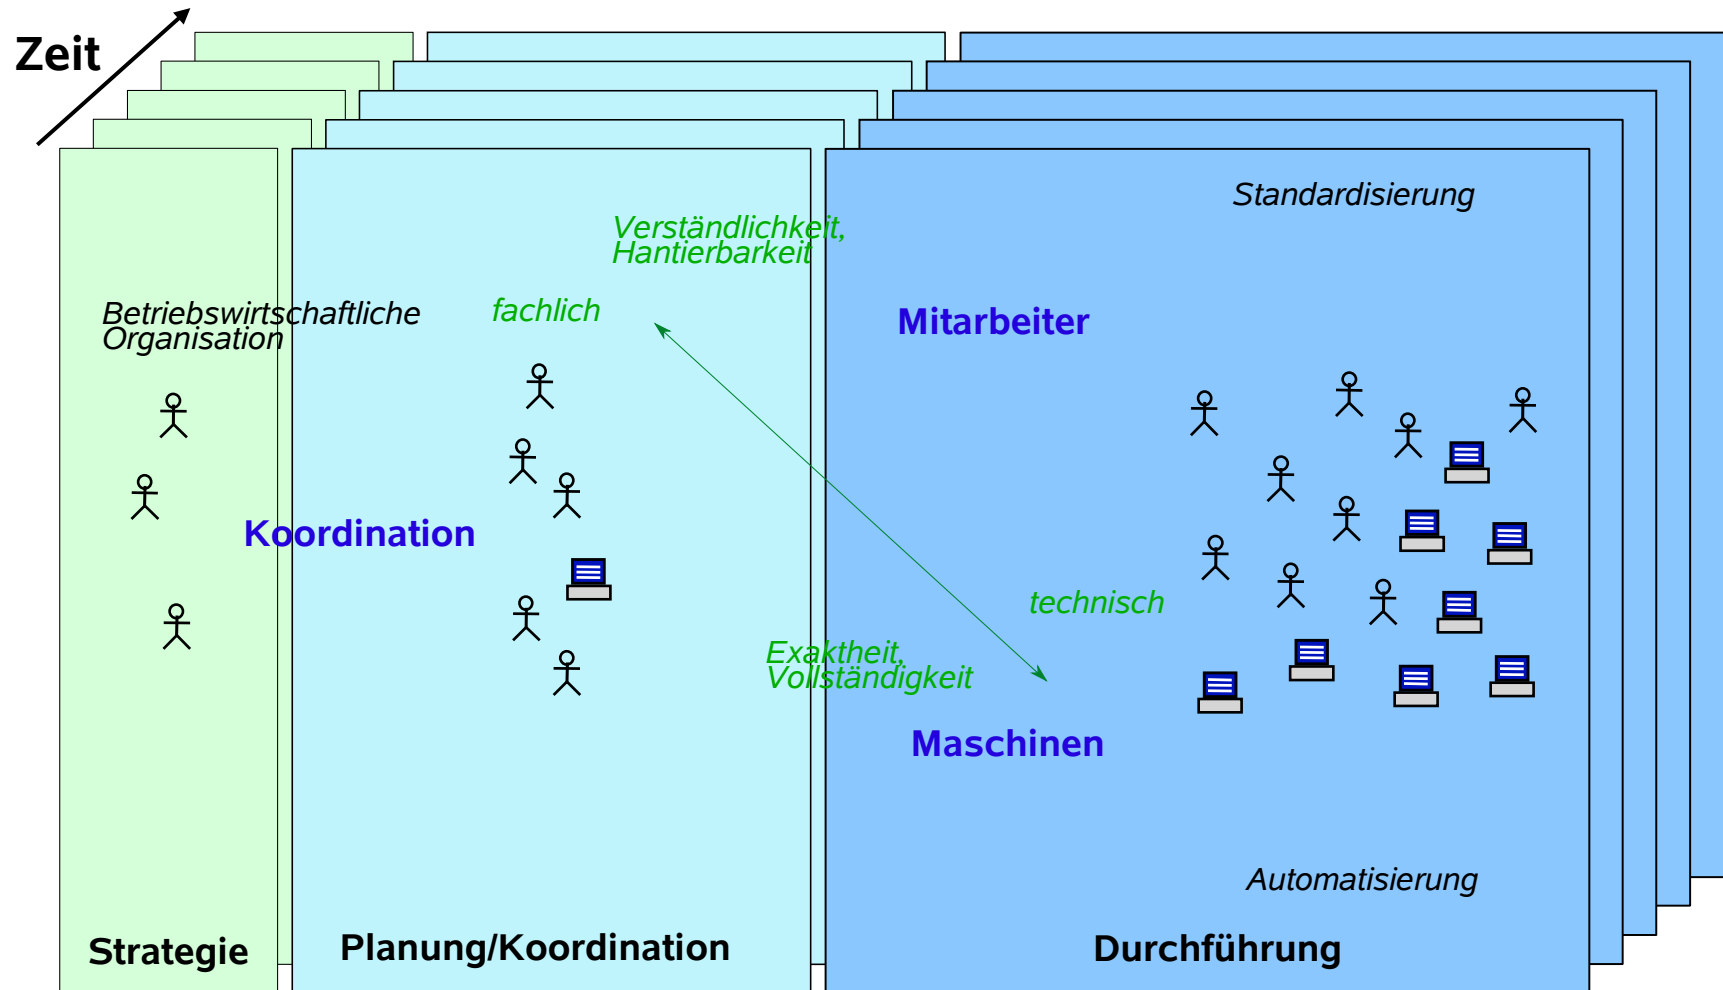 Zeit
Standardisierung
Verständlichkeit,
Hantierbarkeit
Betriebswirtschaftliche
Organisation
fachlich
Mitarbeiter
Koordination
technisch
Exaktheit,
Vollständigkeit
Maschinen
Automatisierung
Strategie
Planung/Koordination
Durchführung